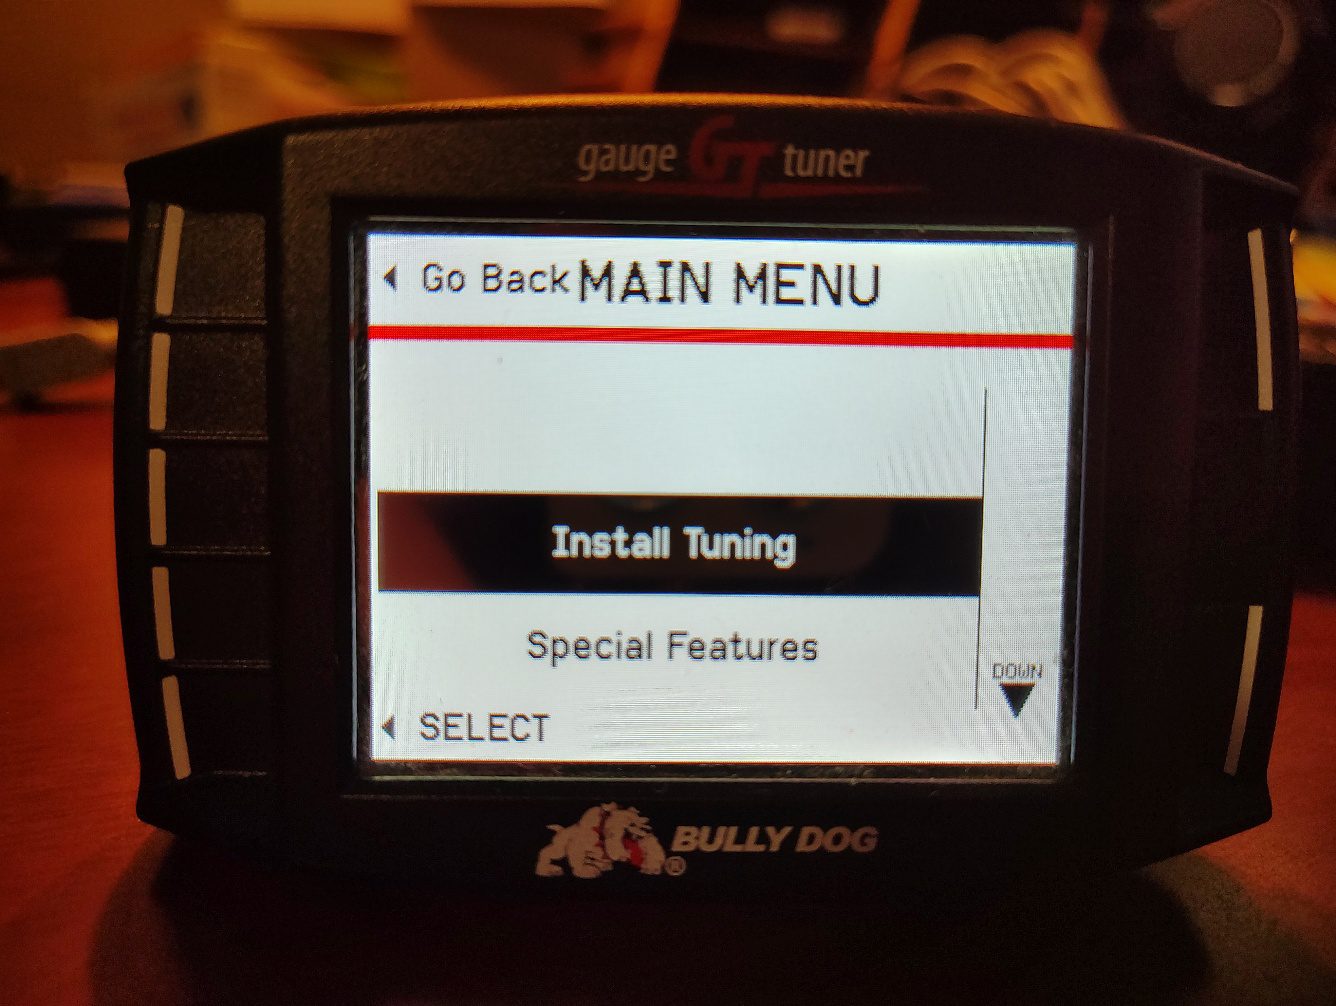 gauge GT tuner
Go Back MAIN MENU
Install Tuning
Special Features
DOWN
SELECT
BULLY DOG®